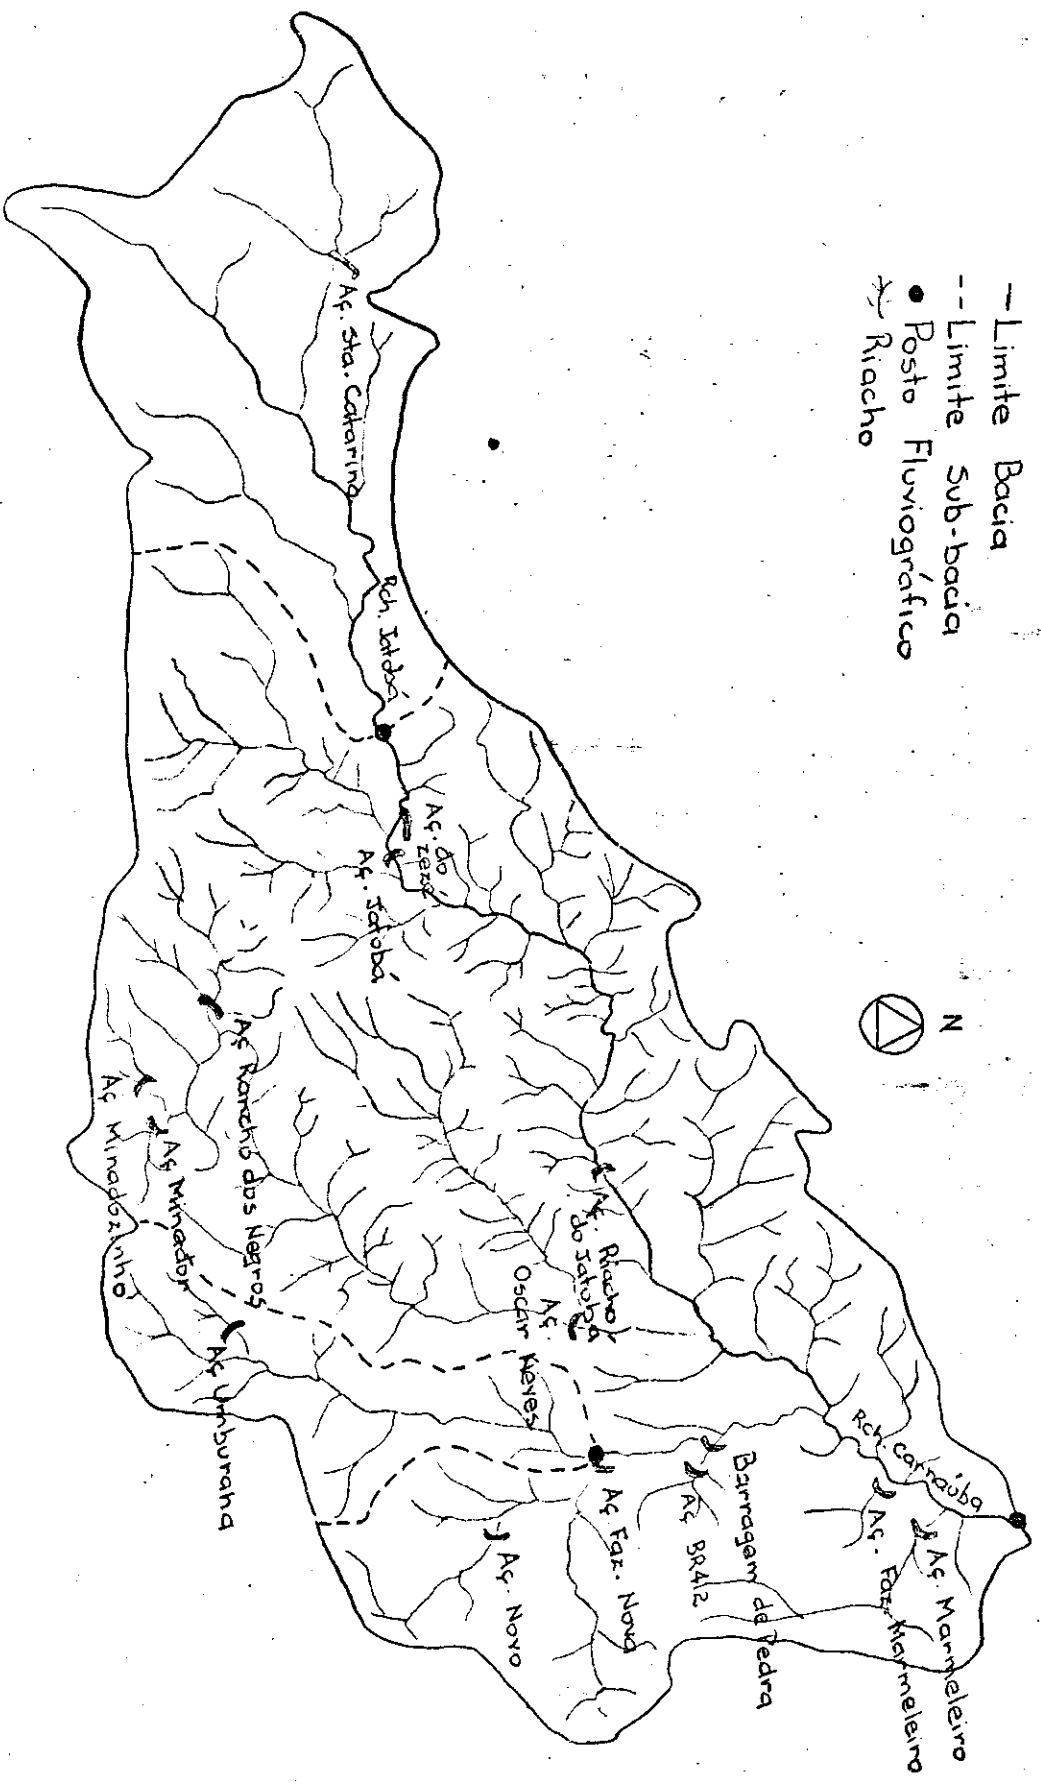 — Limite Bacia
-- Limite Sub-bacia
• Posto Fluviográfico
Riacho
N
Aç. Sta. Catarina
Rch. Jatobá
Aç. do
Zezé
Aç. Jatobá
Aç Rancho dos Negros
Aç Minador
Aç Minadozinho
Aç Umburana
Aç. Riacho
do Jatobá
Aç.
Oscar Neves
Rch. Carnaúba
Aç. Marmeleiro
Aç. Faz. Marmeleiro
Barragem de Pedra
Aç BR412
Aç Faz. Nova
Aç. Novo